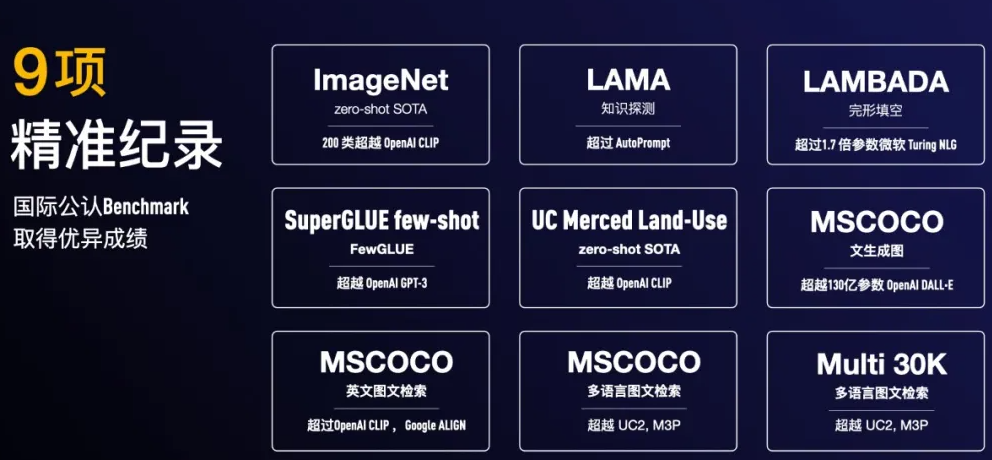 9项
精准纪录
国际公认Benchmark
取得优异成绩
ImageNet
zero-shot SOTA
200 类超越 OpenAI CLIP
LAMA
知识探测
超过 AutoPrompt
LAMBADA
完形填空
超过1.7 倍参数微软 Turing NLG
SuperGLUE few-shot
FewGLUE
超越 OpenAI GPT-3
UC Merced Land-Use
zero-shot SOTA
超越 OpenAI CLIP
MSCOCO
文生成图
超越130亿参数 OpenAI DALL·E
MSCOCO
英文图文检索
超过OpenAI CLIP ， Google ALIGN
MSCOCO
多语言图文检索
超越 UC2, M3P
Multi 30K
多语言图文检索
超越 UC2, M3P